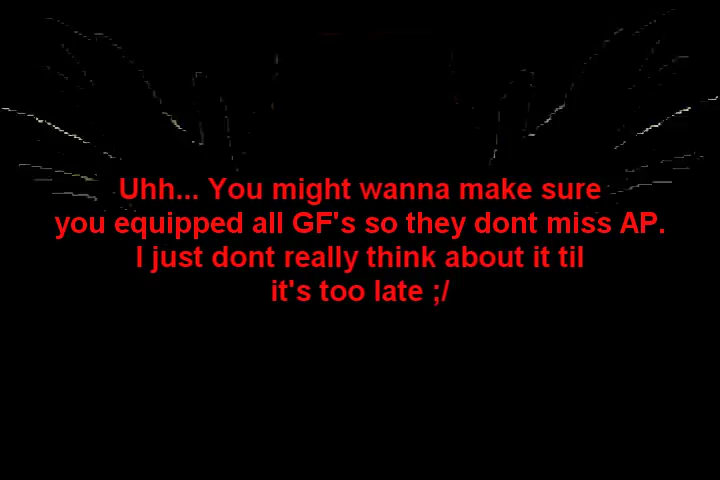 Uhh... You might wanna make sure
you equipped all GF's so they dont miss AP.
I just dont really think about it til
it's too late ;/